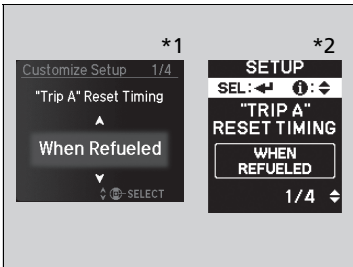 *1
Customize Setup 1/4
"Trip A" Reset Timing
When Refueled
SELECT
*2
SETUP
SEL: :
"TRIP A"
RESET TIMING
WHEN
REFUELED
1/4